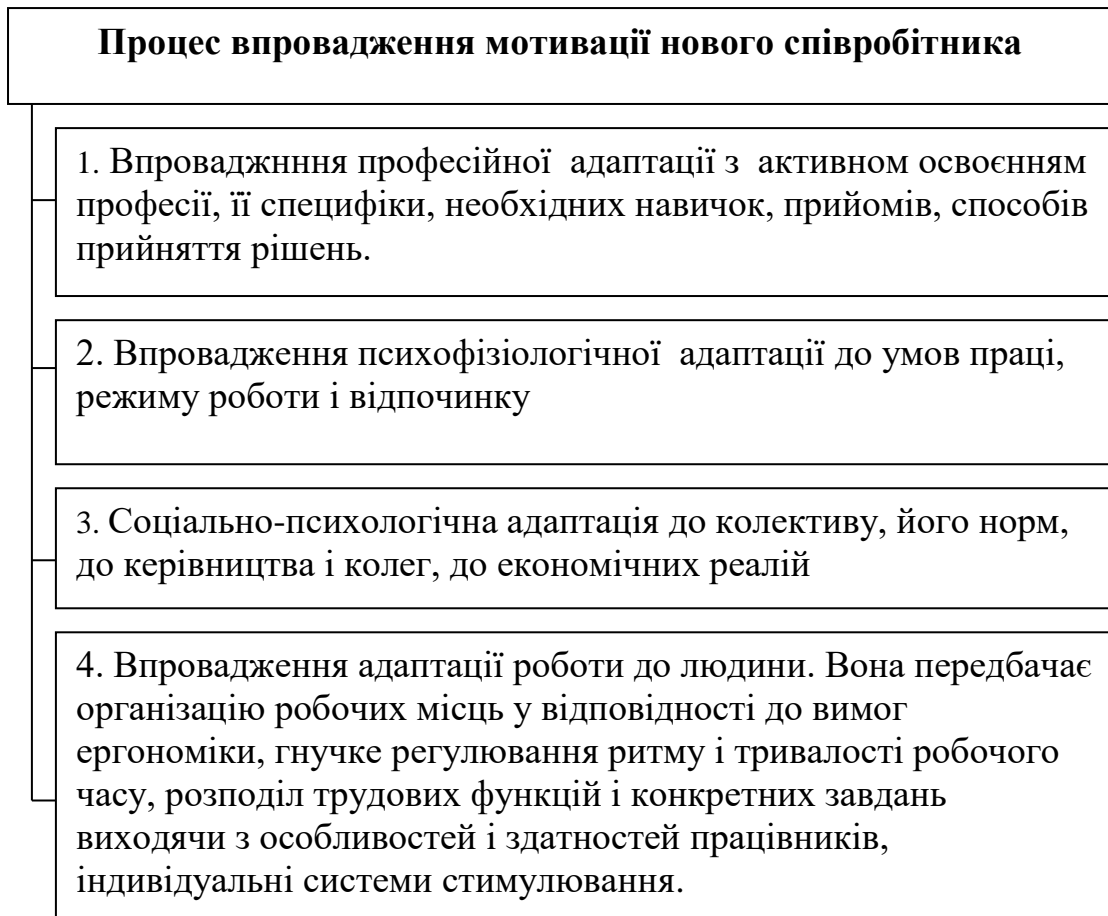 Процес впровадження мотивації нового співробітника
1. Впроваджнння професійної адаптації з активном освоєнням
професії, її специфіки, необхідних навичок, прийомів, способів
прийняття рішень.
2. Впровадження психофізіологічної адаптації до умов праці,
режиму роботи і відпочинку
3. Соціально-психологічна адаптація до колективу, його норм,
до керівництва і колег, до економічних реалій
4. Впровадження адаптації роботи до людини. Вона передбачає
організацію робочих місць у відповідності до вимог
ергономіки, гнучке регулювання ритму і тривалості робочого
часу, розподіл трудових функцій і конкретних завдань
виходячи з особливостей і здатностей працівників,
індивідуальні системи стимулювання.